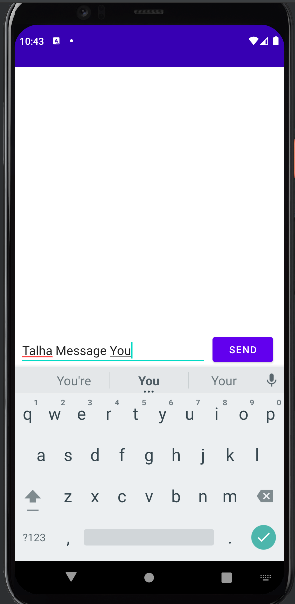 10:43
Talha Message You
SEND
You're You Your
1 2 3 4 5 6 7 8 9 0
q w e r t y u i o p
a s d f g h j k l
z x c v b n m
?123 , .